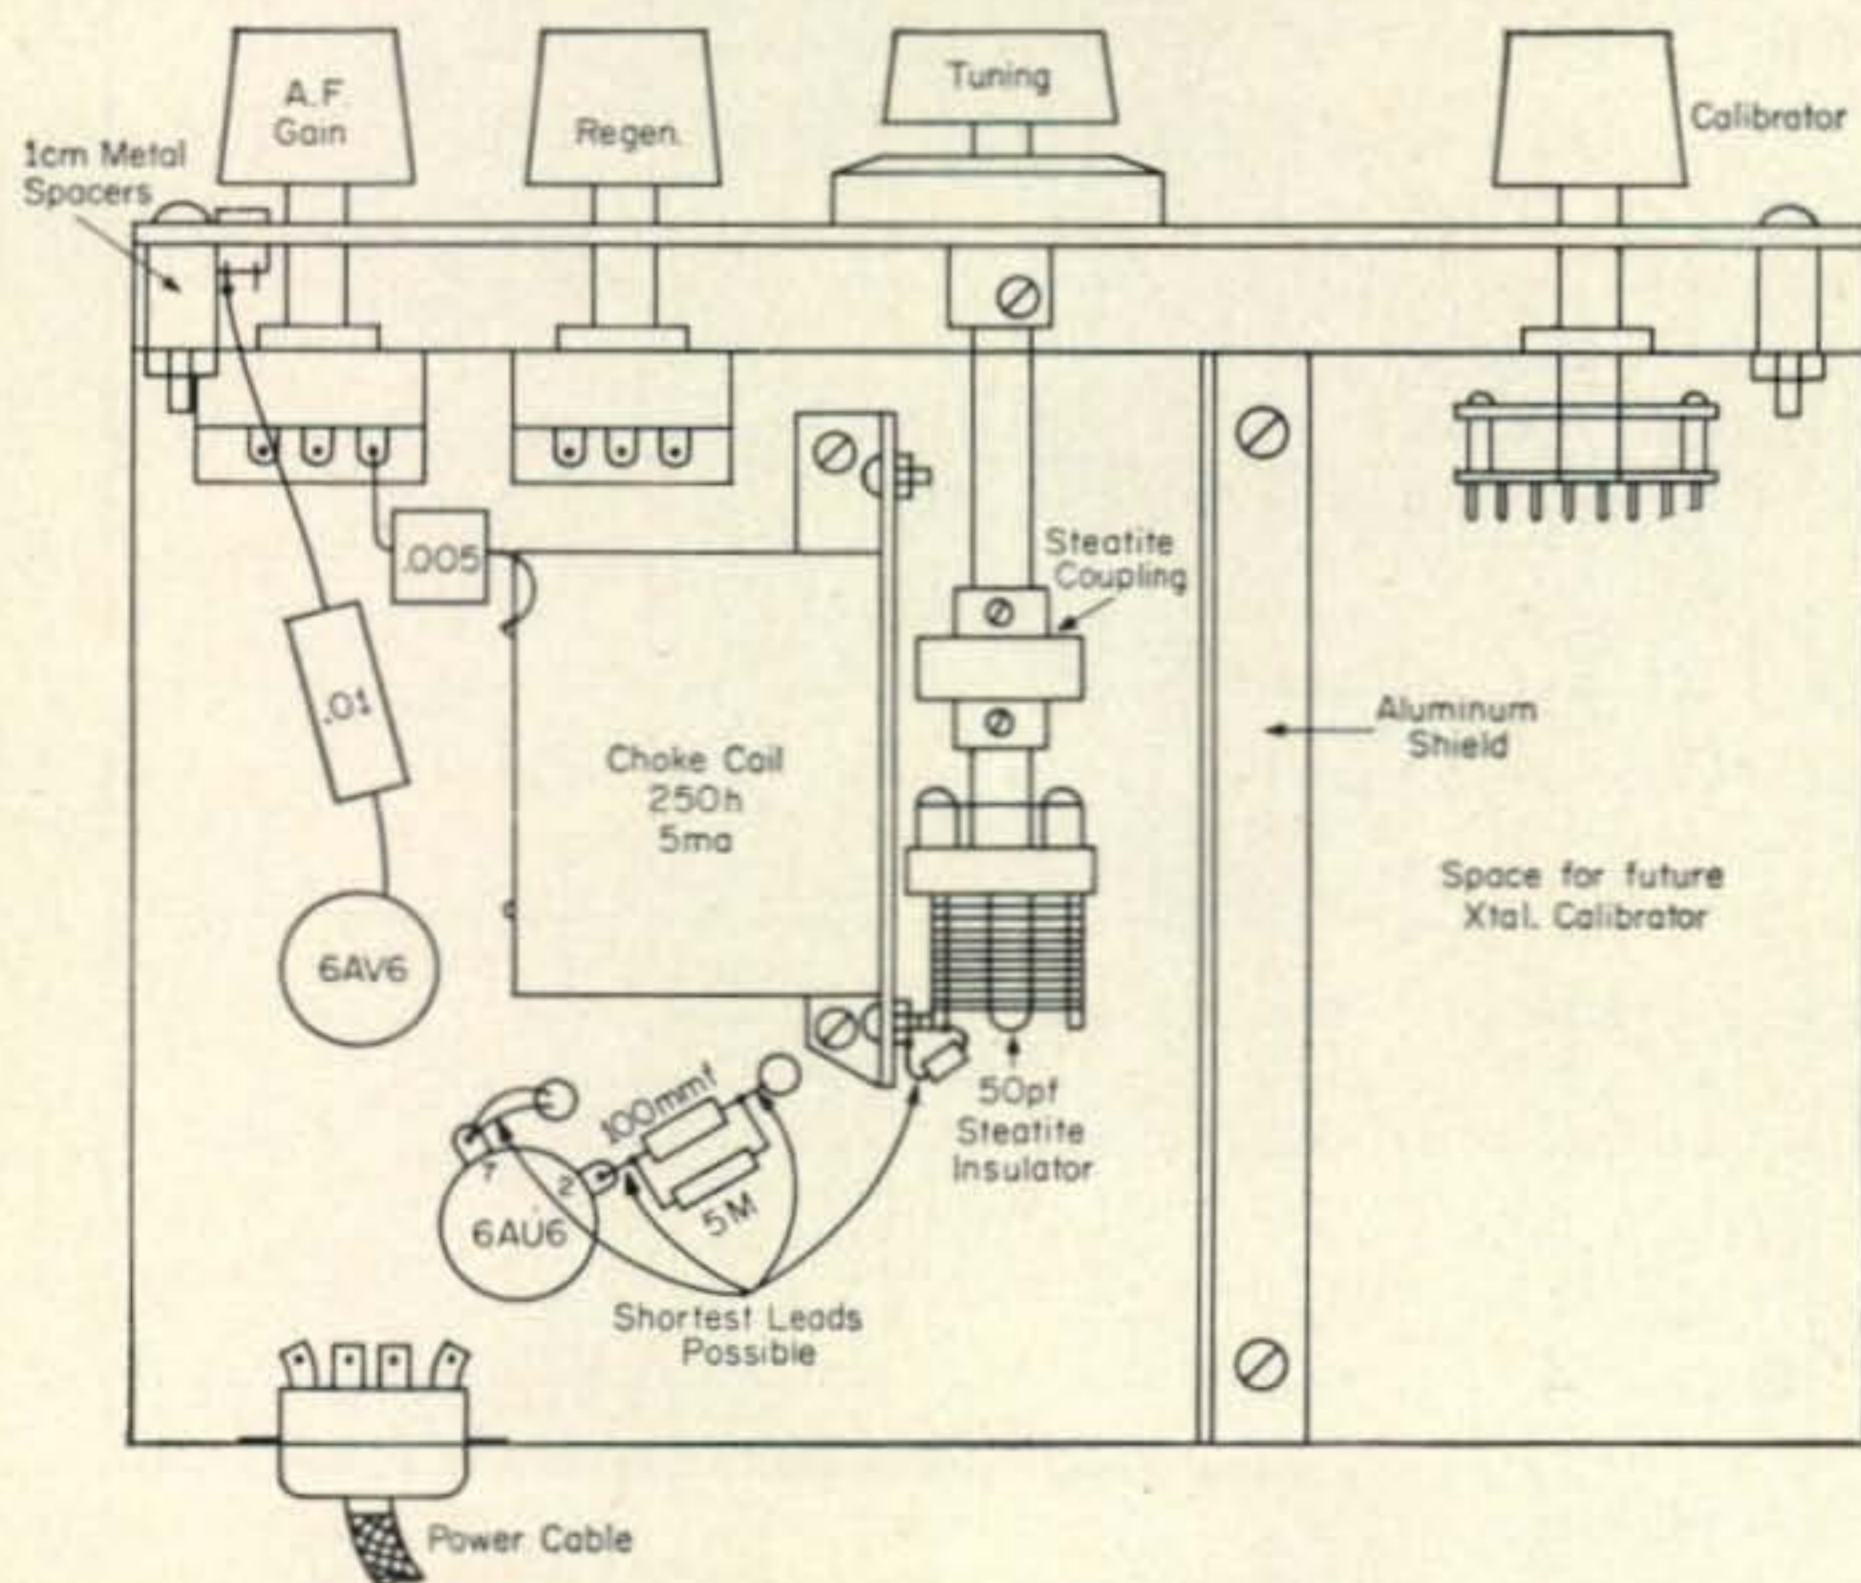 A.F.
Gain
Regen.
Tuning
Calibrator
1cm Metal
Spacers
.005
Steatite
Coupling
.01
Choke Coil
250h
5ma
Aluminum
Shield
Space for future
Xtal. Calibrator
6AV6
100mmf
50pf
Steatite
Insulator
7
2
5M
6AU6
Shortest Leads
Possible
Power Cable